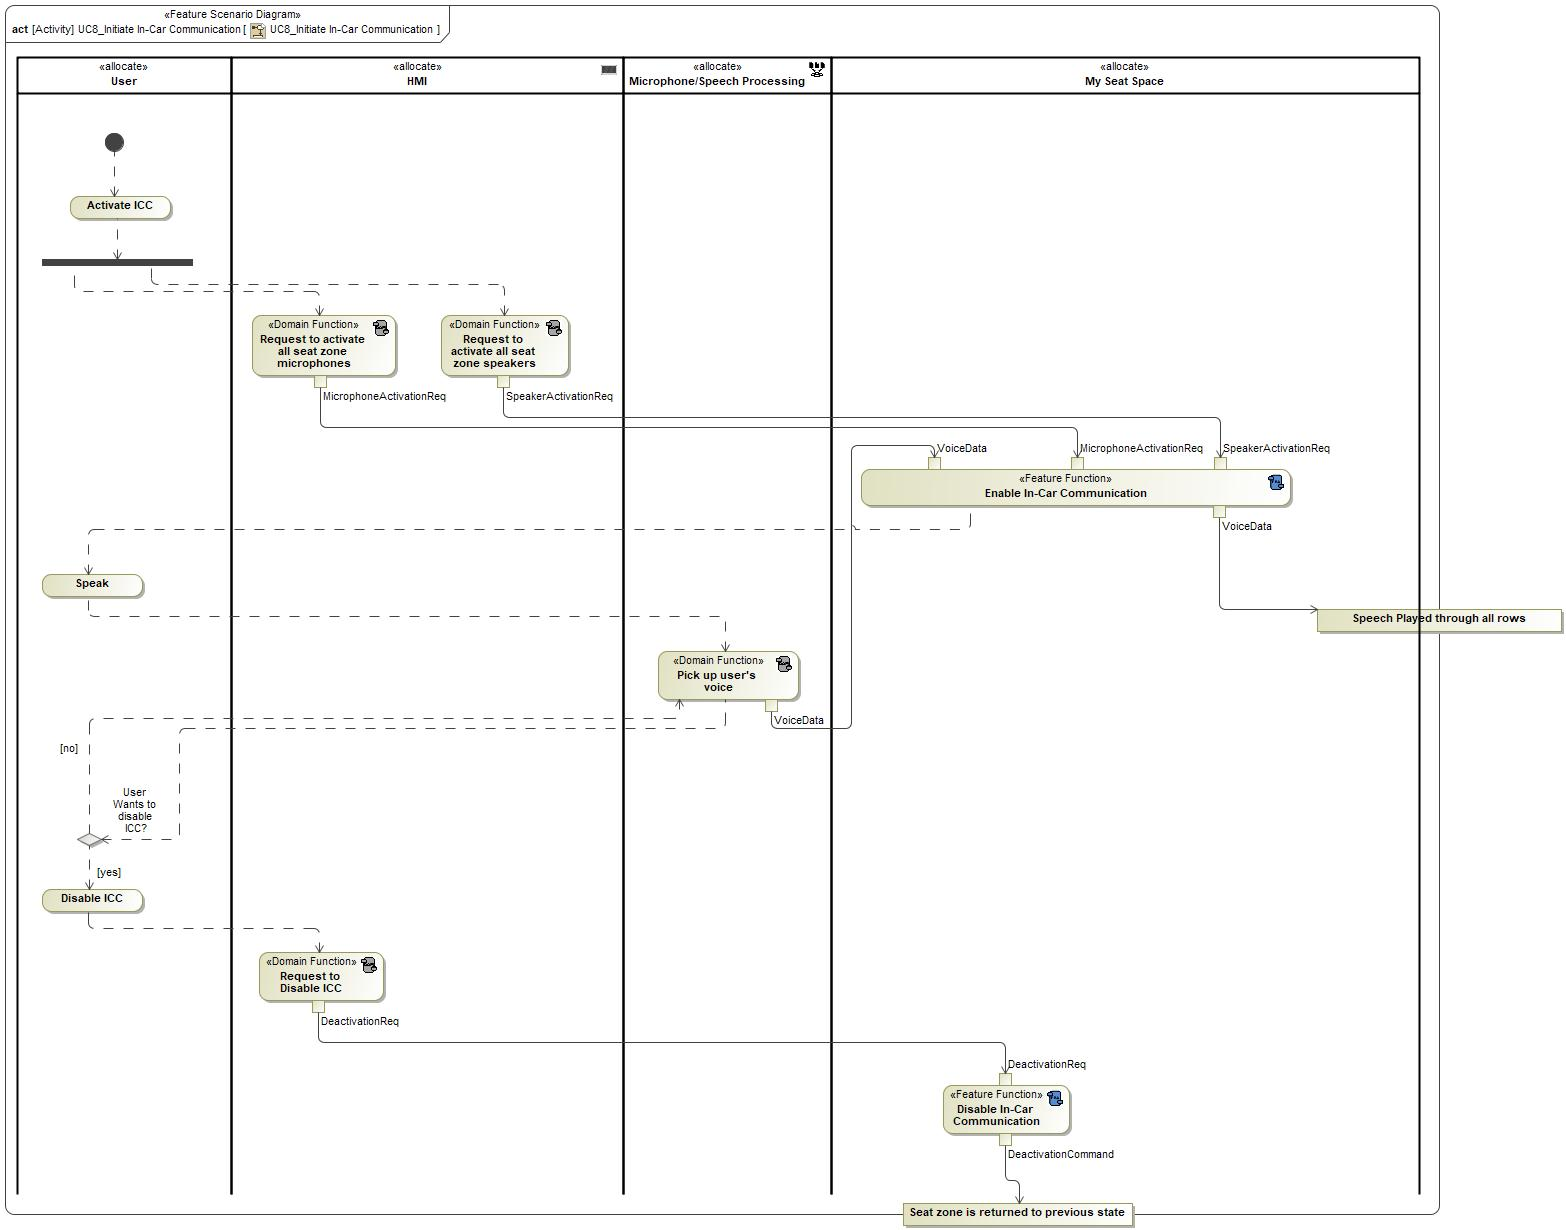 «Feature Scenario Diagram»
act [Activity] UC8_Initiate In-Car Communication [ UC8_Initiate In-Car Communication ]
«allocate»
User
«allocate»
HMI
«allocate»
Microphone/Speech Processing
«allocate»
My Seat Space
Activate ICC
«Domain Function»
Request to activate
all seat zone
microphones
«Domain Function»
Request to
activate all seat
zone speakers
MicrophoneActivationReq
SpeakerActivationReq
VoiceData
MicrophoneActivationReq
SpeakerActivationReq
«Feature Function»
Enable In-Car Communication
VoiceData
Speak
Speech Played through all rows
«Domain Function»
Pick up user's
voice
VoiceData
[no]
User
Wants to
disable
ICC?
[yes]
Disable ICC
«Domain Function»
Request to
Disable ICC
DeactivationReq
DeactivationReq
«Feature Function»
Disable In-Car
Communication
DeactivationCommand
Seat zone is returned to previous state